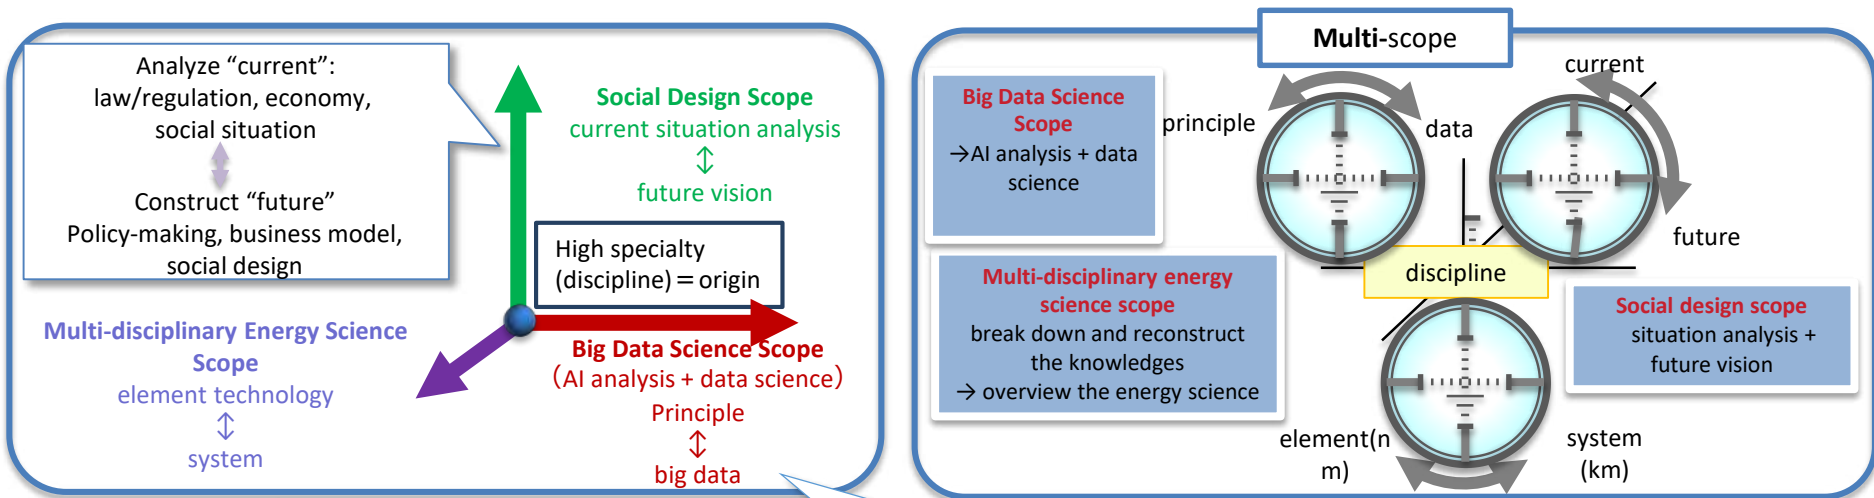 Analyze “current”:
law/regulation, economy,
social situation
Construct “future”
Policy-making, business model,
social design
Social Design Scope
current situation analysis
↕
future vision
High specialty
(discipline)＝origin
Multi-disciplinary Energy Science
Scope
element technology
↕
system
Big Data Science Scope
（AI analysis + data science）
Principle
↕
big data
Multi-scope
Big Data Science
Scope
→AI analysis + data
science
principle
data
current
future
discipline
Multi-disciplinary energy
science scope
break down and reconstruct
the knowledges
→ overview the energy science
Social design scope
situation analysis +
future vision
element(n
m)
system
(km)